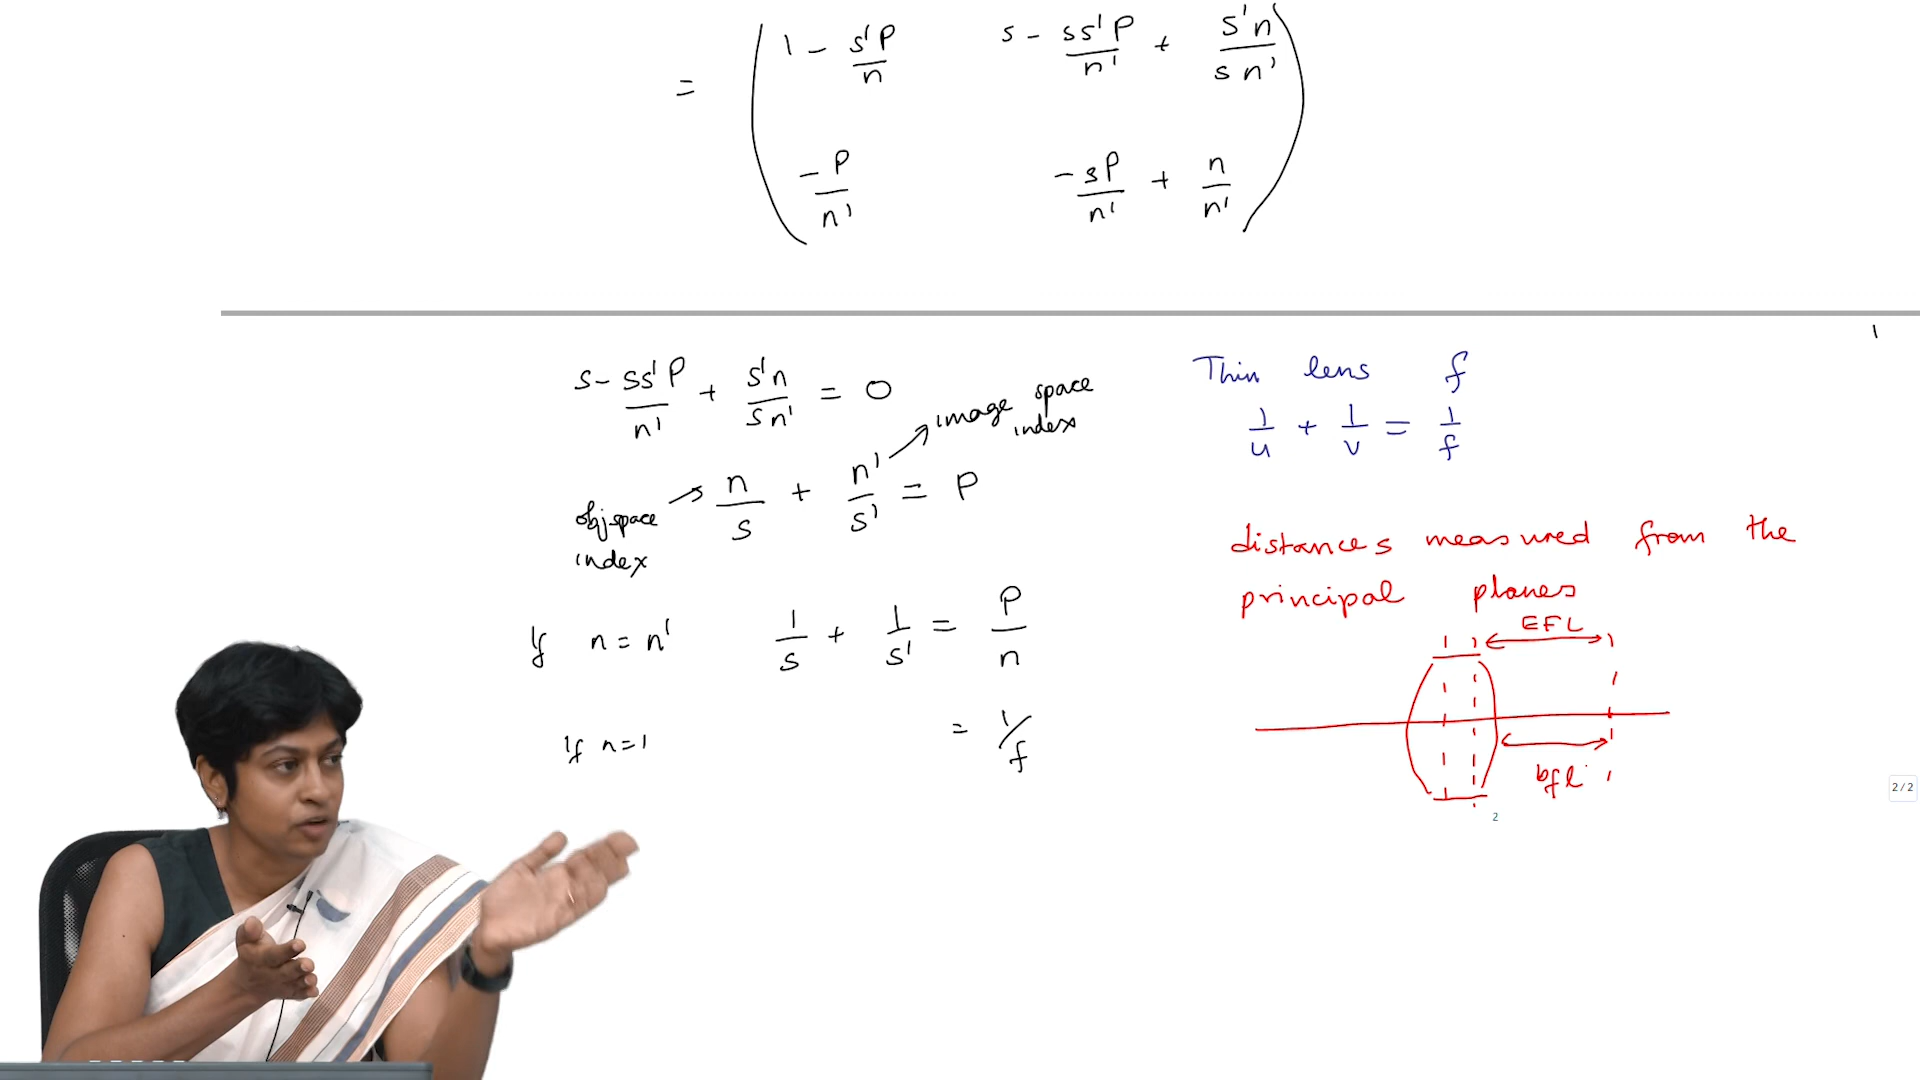 = ( 1 - s'P/n    s - ss'P/n' + s'n/sn'
-P/n'    -sP/n' + n/n' )
1
s - ss'P/n' + s'n/sn' = 0
image space
index
n/s + n'/s' = P
obj space
index
If n = n'    1/s + 1/s' = P/n
If n=1    = 1/f
Thin lens f
1/u + 1/v = 1/f
distances measured from the
principal planes
EFL
bfl
2
2/2